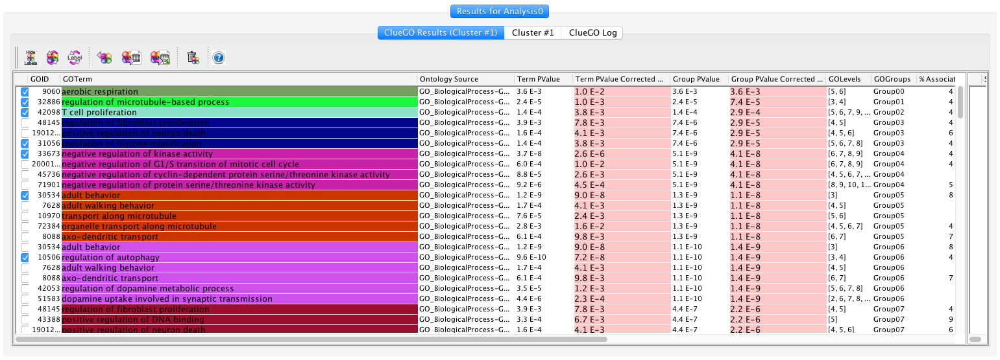 Results for Analysis0
ClueGO Results (Cluster #1) Cluster #1 ClueGO Log
Hide Labels Label ?
GOID GOTerm Ontology Source Term PValue Term PValue Corrected ... Group PValue Group PValue Corrected ... GOLevels GOGroups % Associat
9060 aerobic respiration GO_BiologicalProcess-G... 3.6 E-3 1.0 E-2 3.6 E-3 3.6 E-3 [5, 6] Group00 4
32886 regulation of microtubule-based process GO_BiologicalProcess-G... 2.4 E-5 1.0 E-3 2.4 E-5 7.4 E-5 [3, 4] Group01 4
42098 T cell proliferation GO_BiologicalProcess-G... 1.4 E-4 3.8 E-3 1.4 E-4 2.9 E-4 [5, 6, 7, 9, ... Group02 4
48145 regulation of fibroblast proliferation GO_BiologicalProcess-G... 3.9 E-3 7.8 E-3 7.4 E-6 2.9 E-5 [4, 5] Group03 4
19012... positive regulation of neuron death GO_BiologicalProcess-G... 1.6 E-4 4.1 E-3 7.4 E-6 2.9 E-5 [4, 5, 6] Group03 6
31056 regulation of histone modification GO_BiologicalProcess-G... 1.4 E-4 3.8 E-3 7.4 E-6 2.9 E-5 [5, 6, 7, 8] Group03 4
33673 negative regulation of kinase activity GO_BiologicalProcess-G... 3.7 E-8 2.6 E-6 5.1 E-9 4.1 E-8 [6, 7, 8, 9] Group04 4
20001... negative regulation of G1/S transition of mitotic cell cycle GO_BiologicalProcess-G... 6.0 E-4 1.0 E-2 5.1 E-9 4.1 E-8 [6, 7, 8, 9] Group04 4
45736 negative regulation of cyclin-dependent protein serine/threonine kinase activity GO_BiologicalProcess-G... 8.8 E-5 2.6 E-3 5.1 E-9 4.1 E-8 [4, 5, 6, 7, ... Group04
71901 negative regulation of protein serine/threonine kinase activity GO_BiologicalProcess-G... 9.2 E-6 4.5 E-4 5.1 E-9 4.1 E-8 [8, 9, 10, 1... Group04 5
30534 adult behavior GO_BiologicalProcess-G... 1.2 E-9 9.0 E-8 1.3 E-9 1.1 E-8 [3] Group05 8
7628 adult walking behavior GO_BiologicalProcess-G... 1.7 E-4 4.1 E-3 1.3 E-9 1.1 E-8 [4, 5] Group05
10970 transport along microtubule GO_BiologicalProcess-G... 7.6 E-5 2.4 E-3 1.3 E-9 1.1 E-8 [5, 6] Group05
72384 organelle transport along microtubule GO_BiologicalProcess-G... 2.8 E-3 1.6 E-2 1.3 E-9 1.1 E-8 [4, 5, 6, 7] Group05 4
8088 axo-dendritic transport GO_BiologicalProcess-G... 6.1 E-4 9.8 E-3 1.3 E-9 1.1 E-8 [6, 7] Group05 7
30534 adult behavior GO_BiologicalProcess-G... 1.2 E-9 9.0 E-8 1.1 E-10 1.4 E-9 [3] Group06 8
10506 regulation of autophagy GO_BiologicalProcess-G... 9.6 E-10 7.2 E-8 1.1 E-10 1.4 E-9 [3, 4] Group06 4
7628 adult walking behavior GO_BiologicalProcess-G... 1.7 E-4 4.1 E-3 1.1 E-10 1.4 E-9 [4, 5] Group06
8088 axo-dendritic transport GO_BiologicalProcess-G... 6.1 E-4 9.8 E-3 1.1 E-10 1.4 E-9 [6, 7] Group06 7
42053 regulation of dopamine metabolic process GO_BiologicalProcess-G... 3.5 E-5 1.2 E-3 1.1 E-10 1.4 E-9 [5, 6, 7, 8] Group06
51583 dopamine uptake involved in synaptic transmission GO_BiologicalProcess-G... 4.4 E-6 2.3 E-4 1.1 E-10 1.4 E-9 [2, 6, 7, 8, ... Group06
48145 regulation of fibroblast proliferation GO_BiologicalProcess-G... 3.9 E-3 7.8 E-3 4.4 E-7 2.2 E-6 [4, 5] Group07 4
43388 positive regulation of DNA binding GO_BiologicalProcess-G... 3.3 E-4 6.7 E-3 4.4 E-7 2.2 E-6 [5] Group07 9
19012... positive regulation of neuron death GO_BiologicalProcess-G... 1.6 E-4 4.1 E-3 4.4 E-7 2.2 E-6 [4, 5, 6] Group07 6